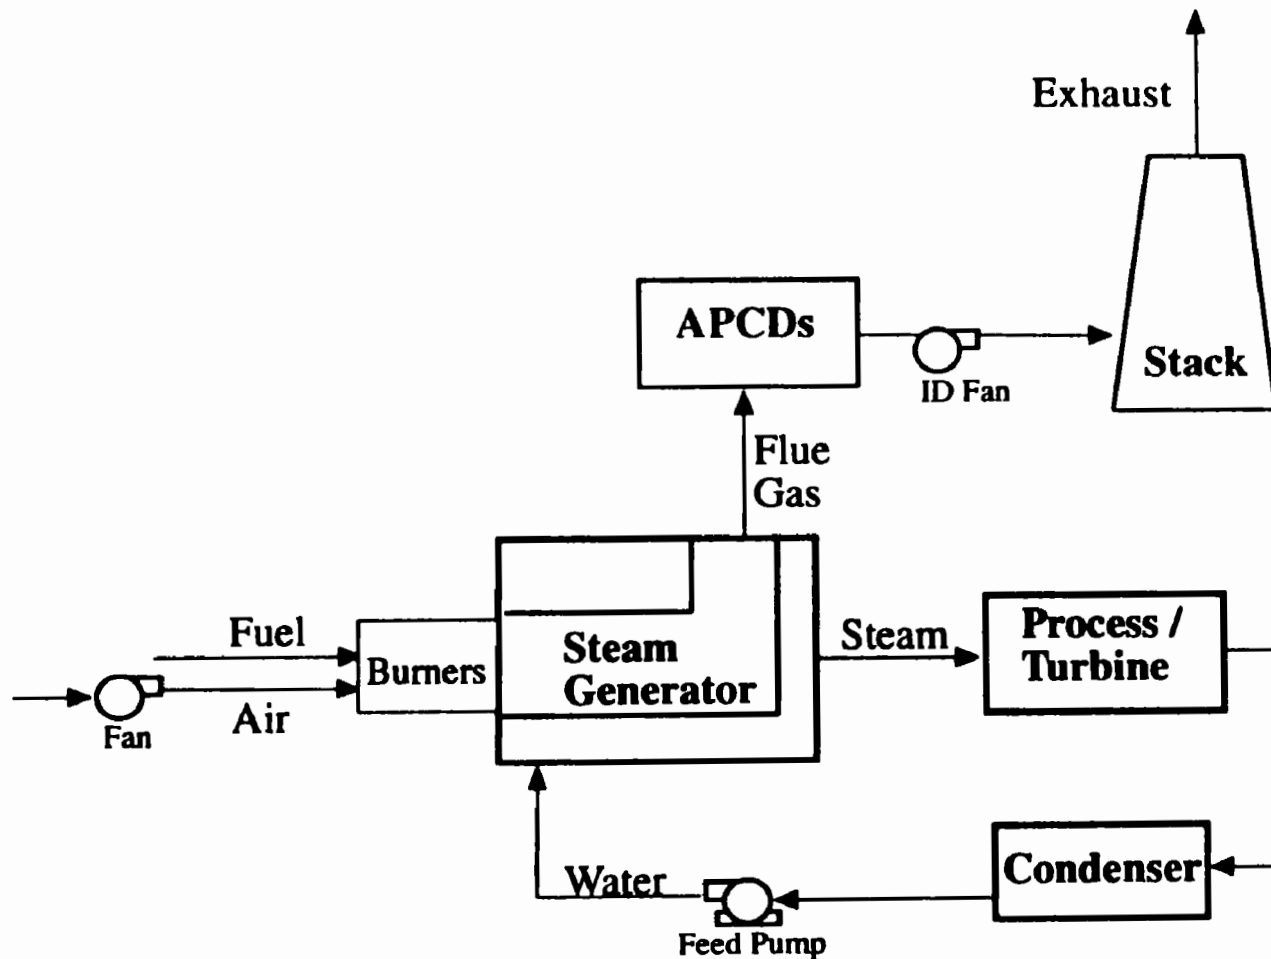 Exhaust
APCDs
Stack
ID Fan
Flue
Gas
Fuel
Burners
Steam
Generator
Steam
Process /
Turbine
Air
Fan
Water
Condenser
Feed Pump